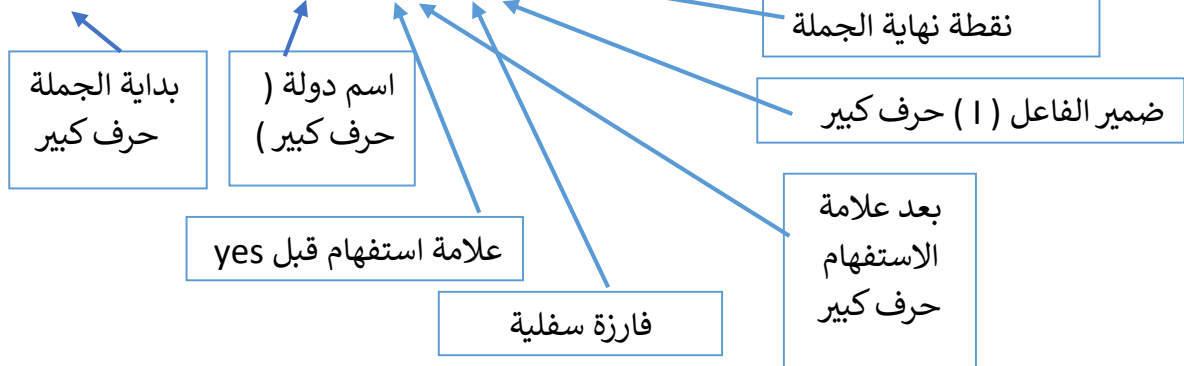 نقطة نهاية الجملة
ضمير الفاعل ( I ) حرف كبير
اسم دولة (
حرف كبير )
بداية الجملة
حرف كبير
بعد علامة
الاستفهام
حرف كبير
علامة استفهام قبل yes
فارزة سفلية